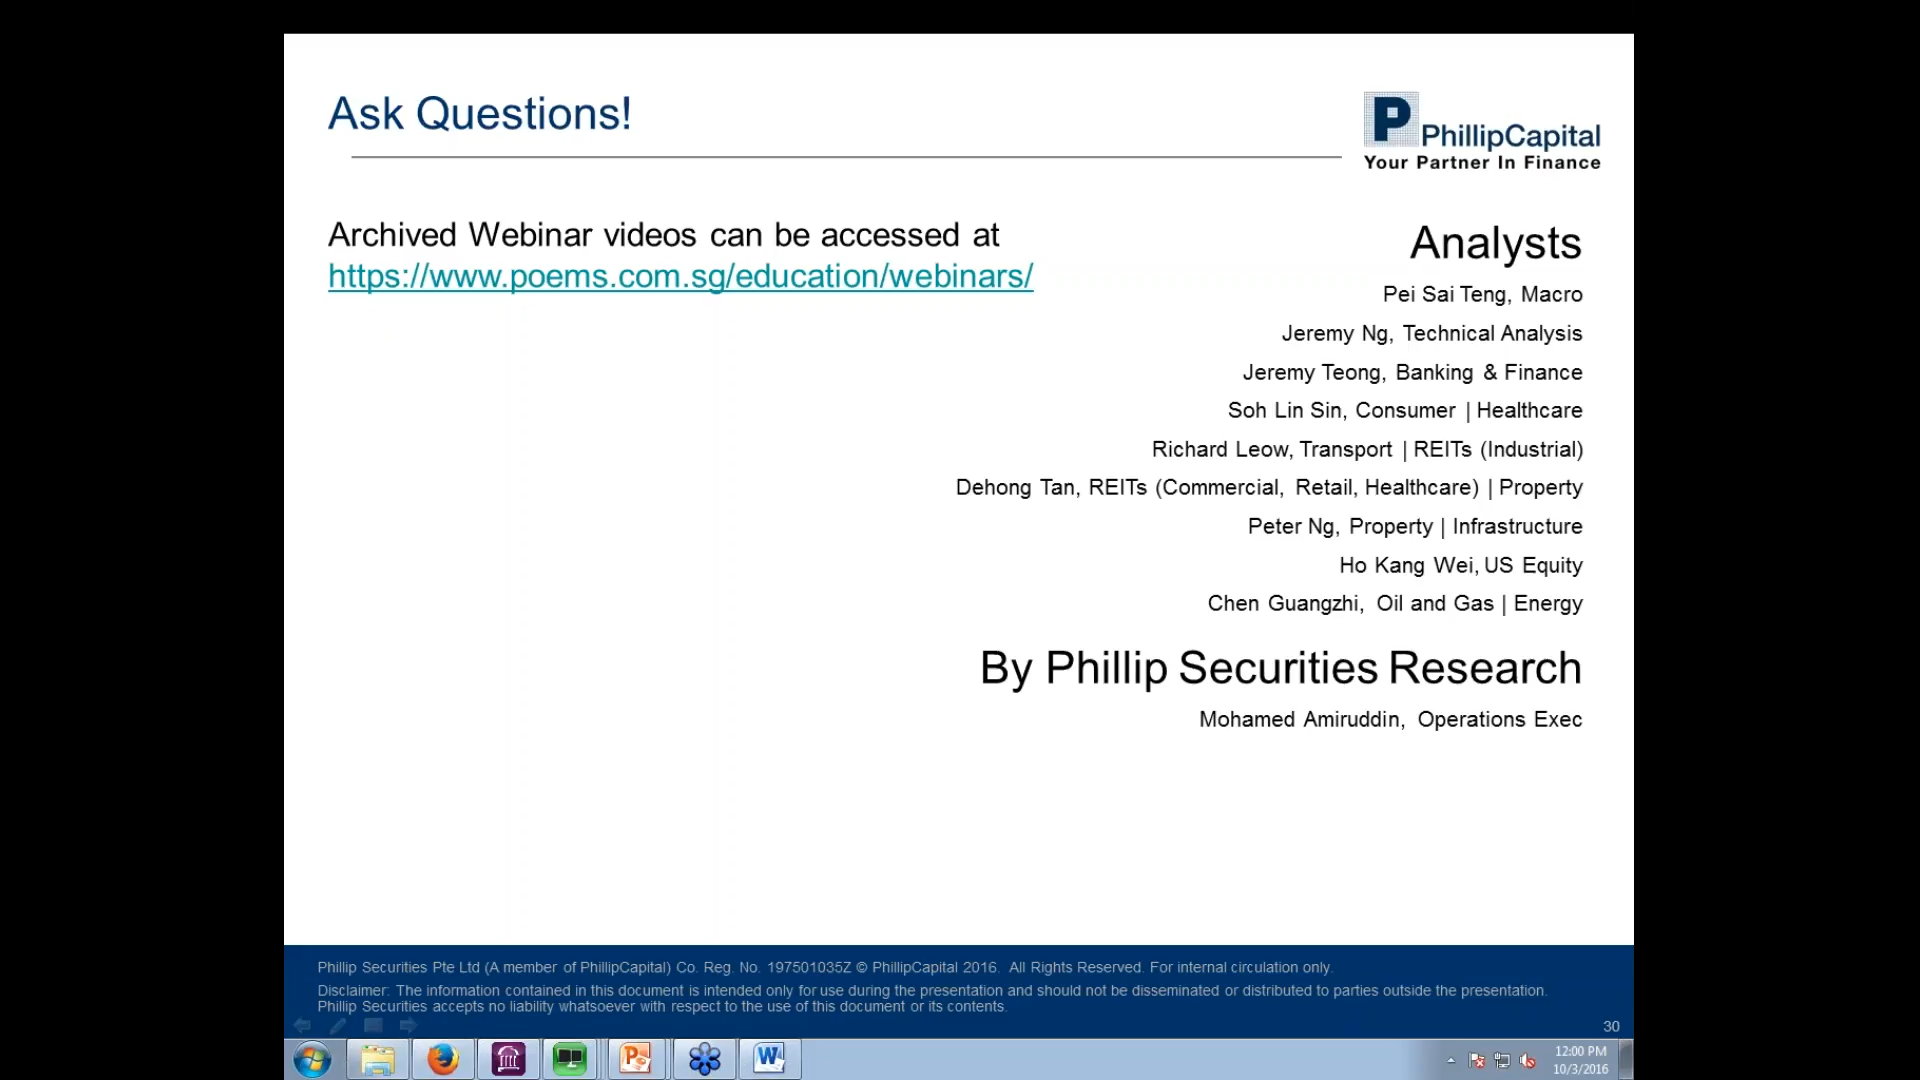 Ask Questions!
P PhillipCapital
Your Partner In Finance
Archived Webinar videos can be accessed at
https://www.poems.com.sg/education/webinars/
Analysts
Pei Sai Teng, Macro
Jeremy Ng, Technical Analysis
Jeremy Teong, Banking & Finance
Soh Lin Sin, Consumer | Healthcare
Richard Leow, Transport | REITs (Industrial)
Dehong Tan, REITs (Commercial, Retail, Healthcare) | Property
Peter Ng, Property | Infrastructure
Ho Kang Wei, US Equity
Chen Guangzhi, Oil and Gas | Energy
By Phillip Securities Research
Mohamed Amiruddin, Operations Exec
Phillip Securities Pte Ltd (A member of PhillipCapital) Co. Reg. No. 197501035Z © PhillipCapital 2016. All Rights Reserved. For internal circulation only.
Disclaimer: The information contained in this document is intended only for use during the presentation and should not be disseminated or distributed to parties outside the presentation.
Phillip Securities accepts no liability whatsoever with respect to the use of this document or its contents.
30
12:00 PM
10/3/2016